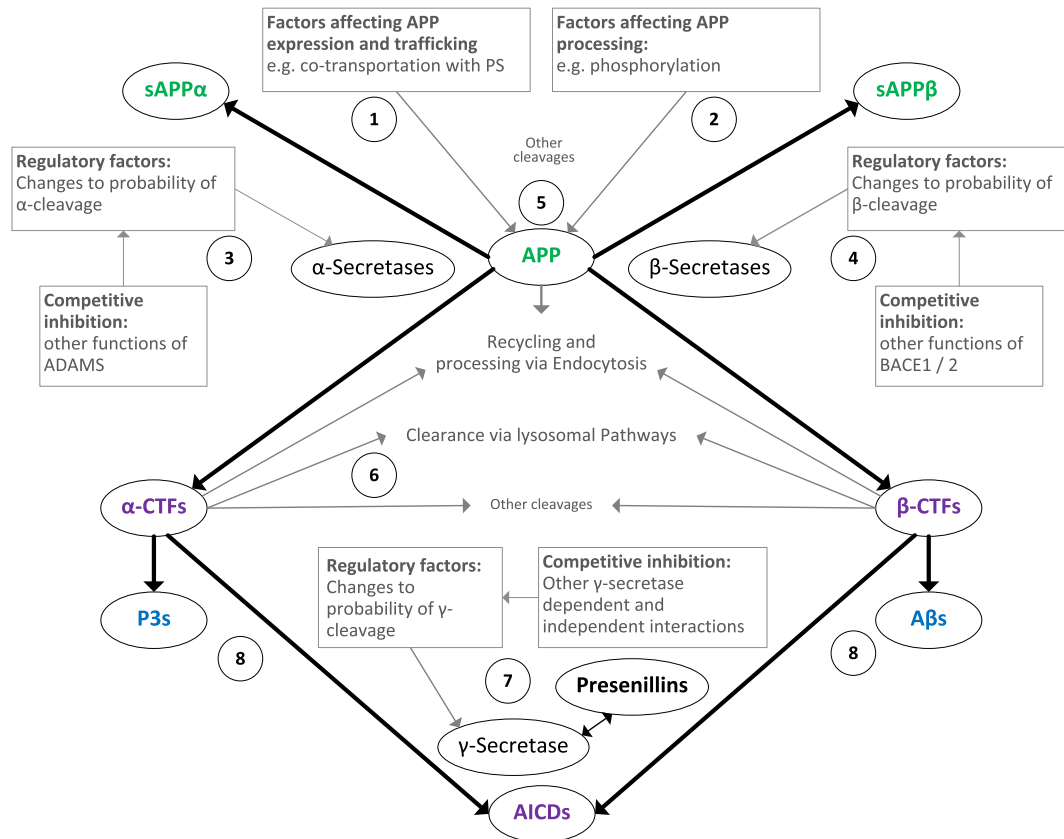 Factors affecting APP
expression and trafficking
e.g. co-transportation with PS
Factors affecting APP
processing:
e.g. phosphorylation
sAPPα
sAPPβ
1
2
Other
cleavages
Regulatory factors:
Changes to probability of
α-cleavage
Regulatory factors:
Changes to probability of
β-cleavage
5
3
α-Secretases
APP
β-Secretases
4
Competitive
inhibition:
other functions of
ADAMS
Competitive
inhibition:
other functions of
BACE1 / 2
Recycling and
processing via Endocytosis
Clearance via lysosomal Pathways
6
α-CTFs
Other cleavages
β-CTFs
Regulatory factors:
Changes to
probability of γ-
cleavage
Competitive inhibition:
Other γ-secretase
dependent and
independent interactions
P3s
Aβs
8
8
7
Presenillins
γ-Secretase
AICDs